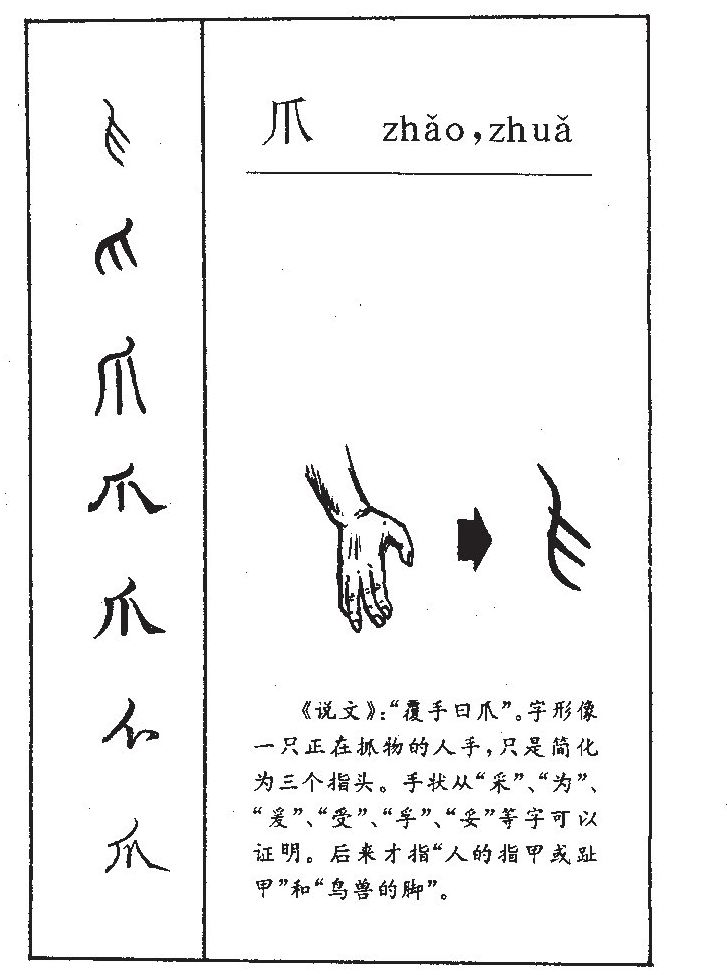 爪 zhǎo,zhuǎ
《说文》:“覆手曰爪”。字形像
一只正在抓物的人手,只是简化
为三个指头。手状从“采”、“为”、
“爰”、“受”、“孚”、“妥”等字可以
证明。后来才指“人的指甲或趾
甲”和“鸟兽的脚”。